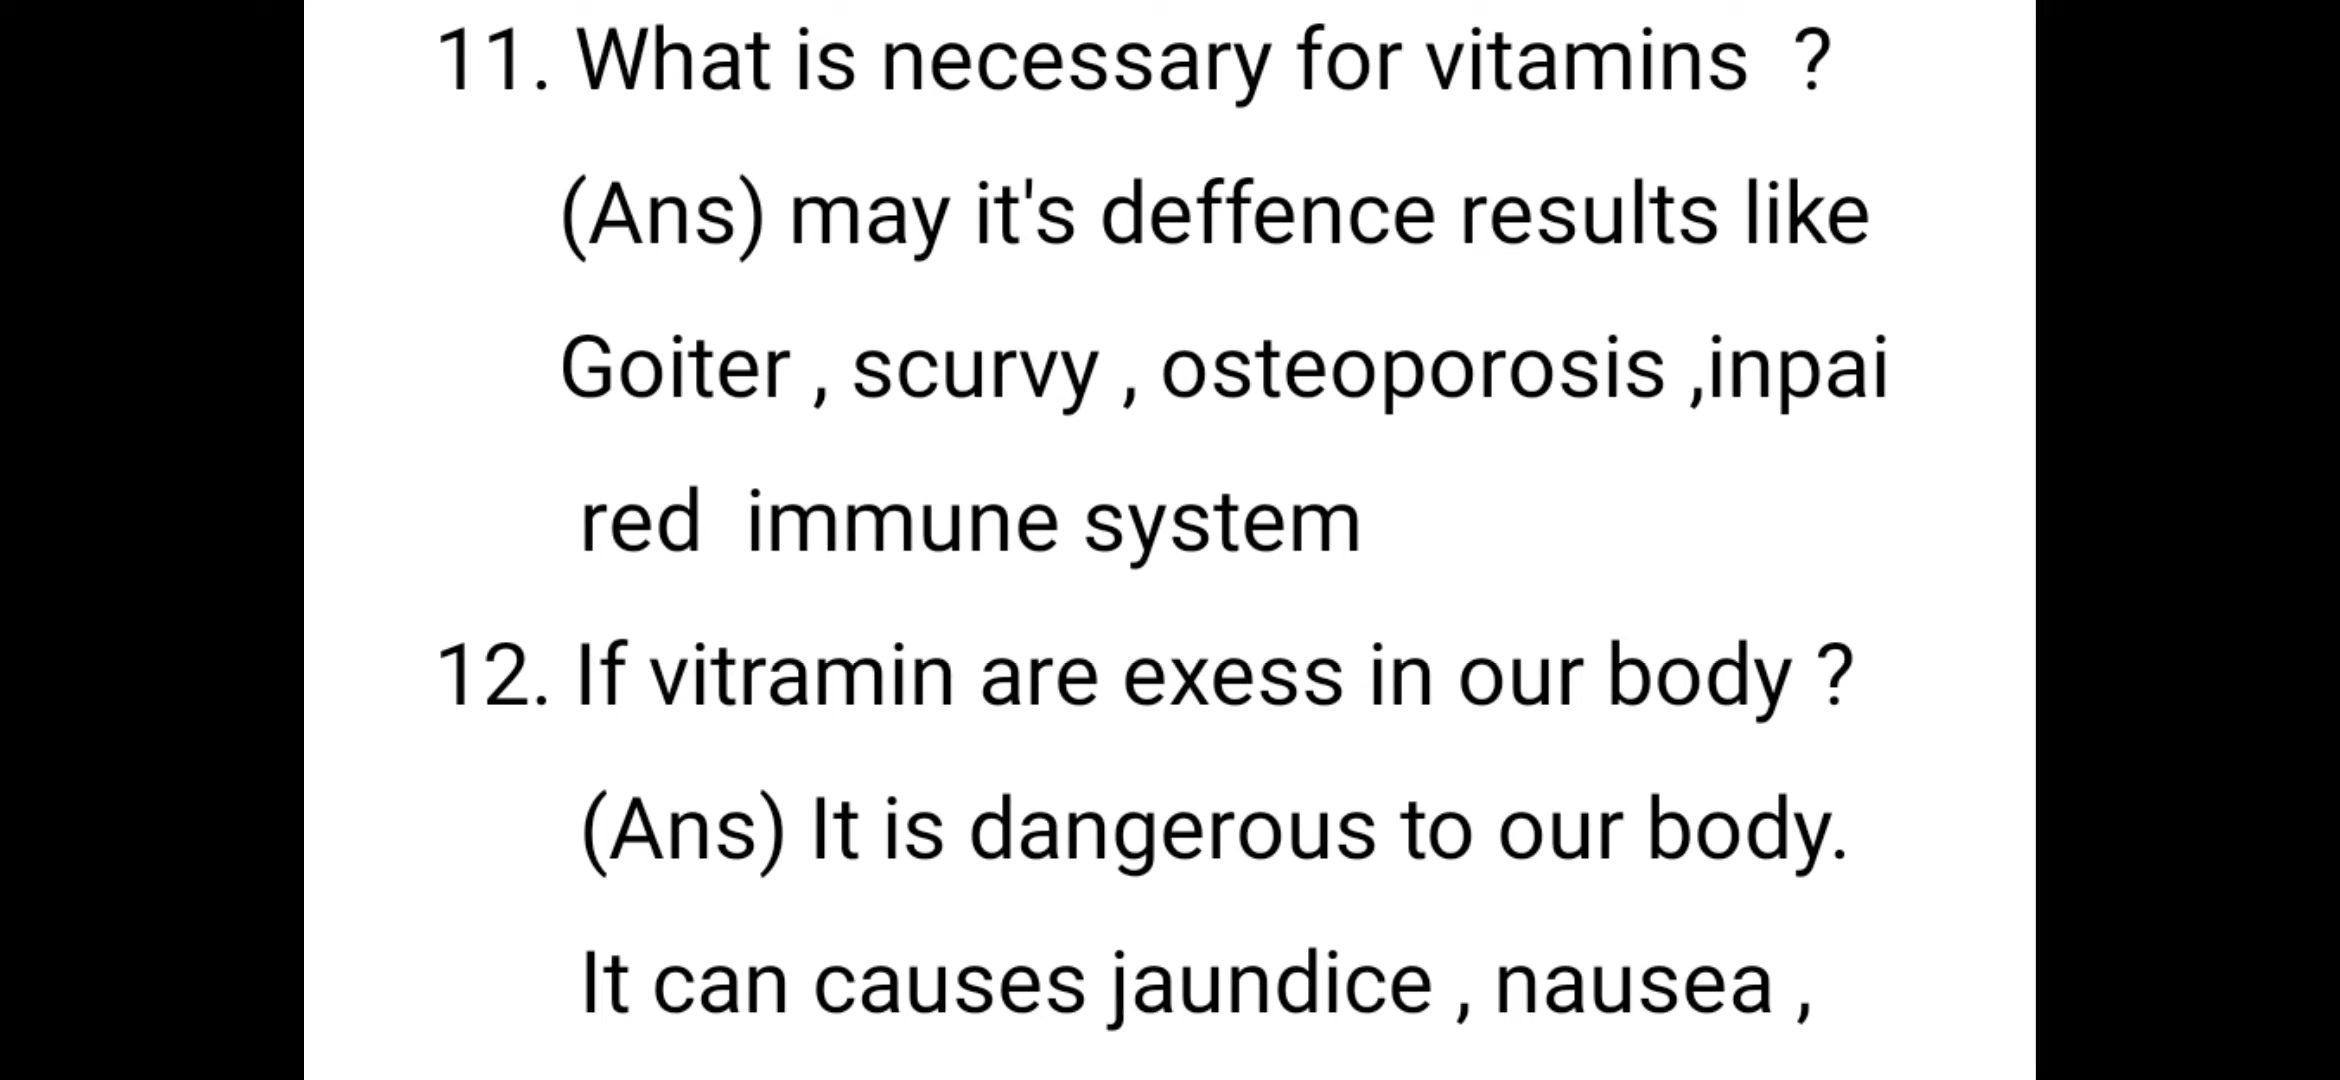 11. What is necessary for vitamins ?
(Ans) may it's deffence results like
Goiter , scurvy , osteoporosis ,inpai
red immune system
12. If vitramin are exess in our body ?
(Ans) It is dangerous to our body.
It can causes jaundice , nausea ,